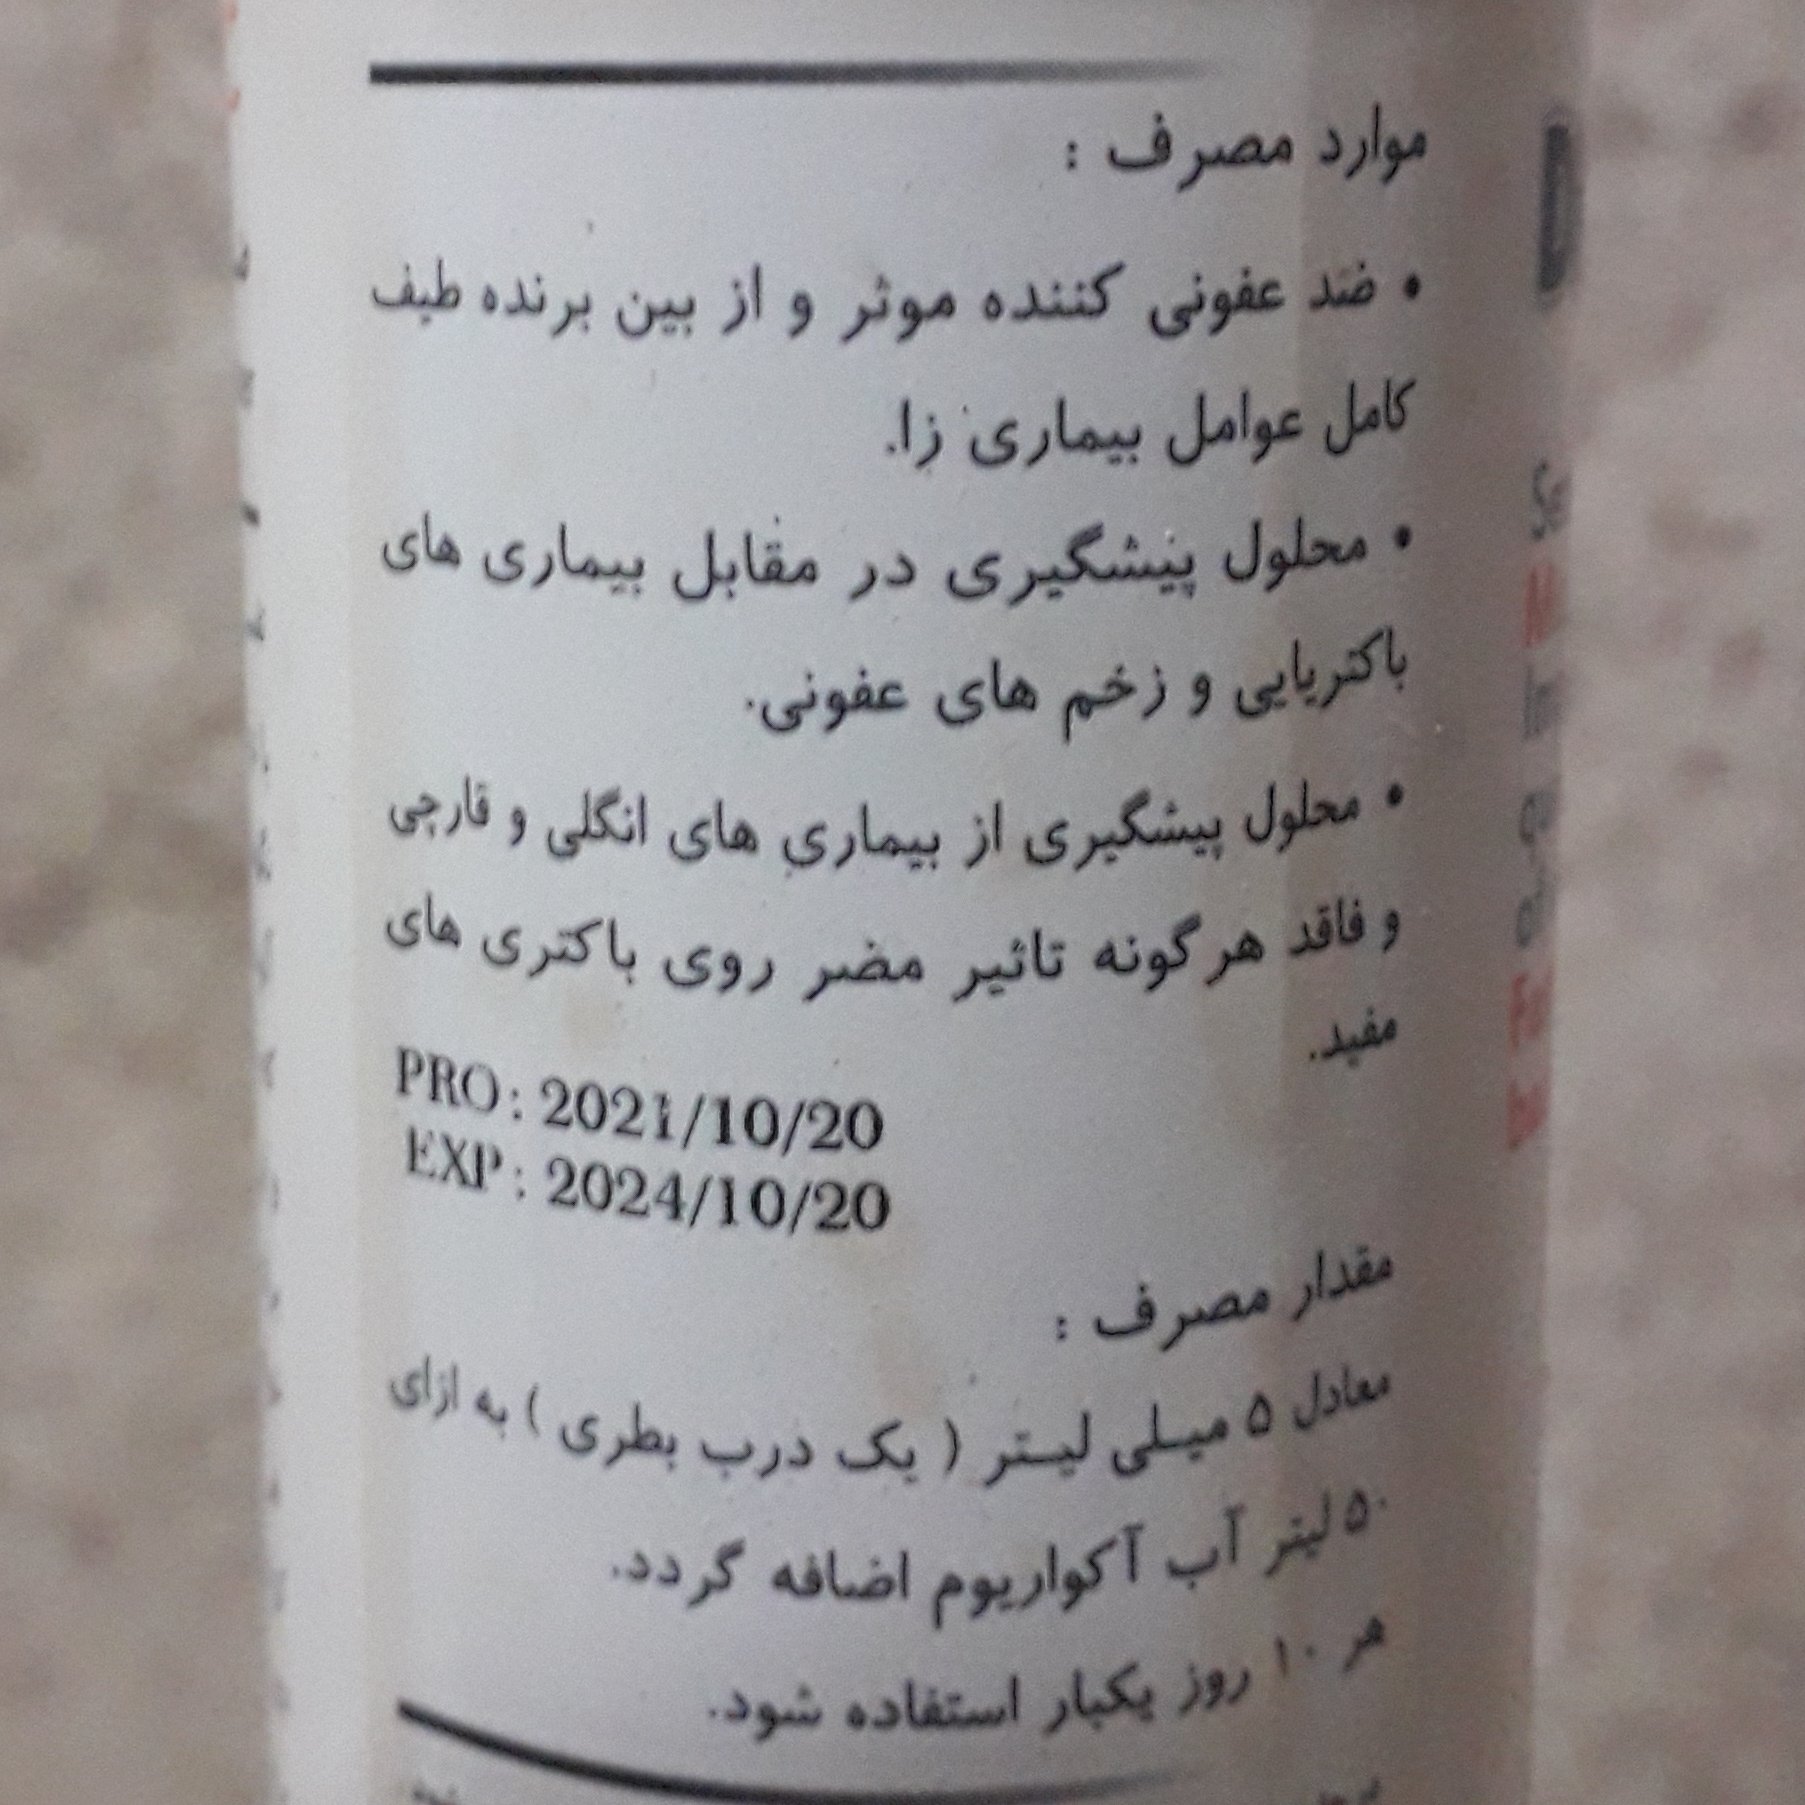 موارد مصرف :
• ضد عفونی کننده موثر و از بین برنده طیف
کامل عوامل بیماری زا.
• محلول پیشگیری در مقابل بیماری های
باکتریایی و زخم های عفونی.
• محلول پیشگیری از بیماری های انگلی و قارچی
و فاقد هرگونه تاثیر مضر روی باکتری های
مفید.
PRO : 2021/10/20
EXP : 2024/10/20
مقدار مصرف :
معادل ۵ میلی لیتر ( یک درب بطری ) به ازای
۵۰ لیتر آب آکواریوم اضافه گردد.
هر ۱۰ روز یکبار استفاده شود.